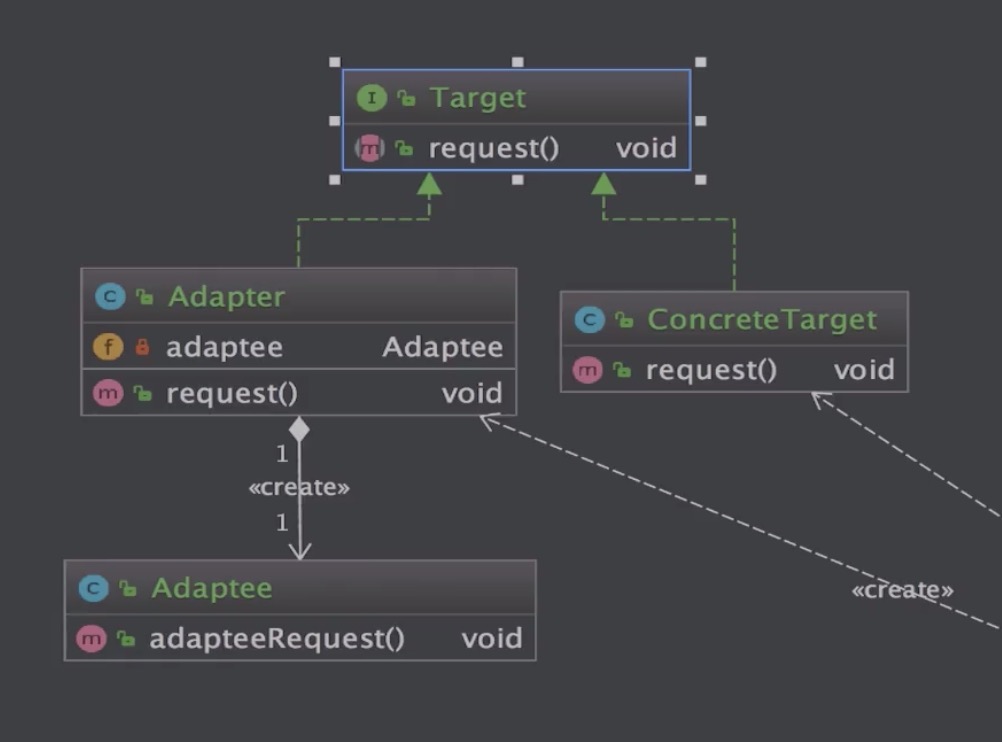 I Target
m request() void
C Adapter
f adaptee Adaptee
m request() void
C ConcreteTarget
m request() void
1
«create»
1
C Adaptee
m adapteeRequest() void
«create»